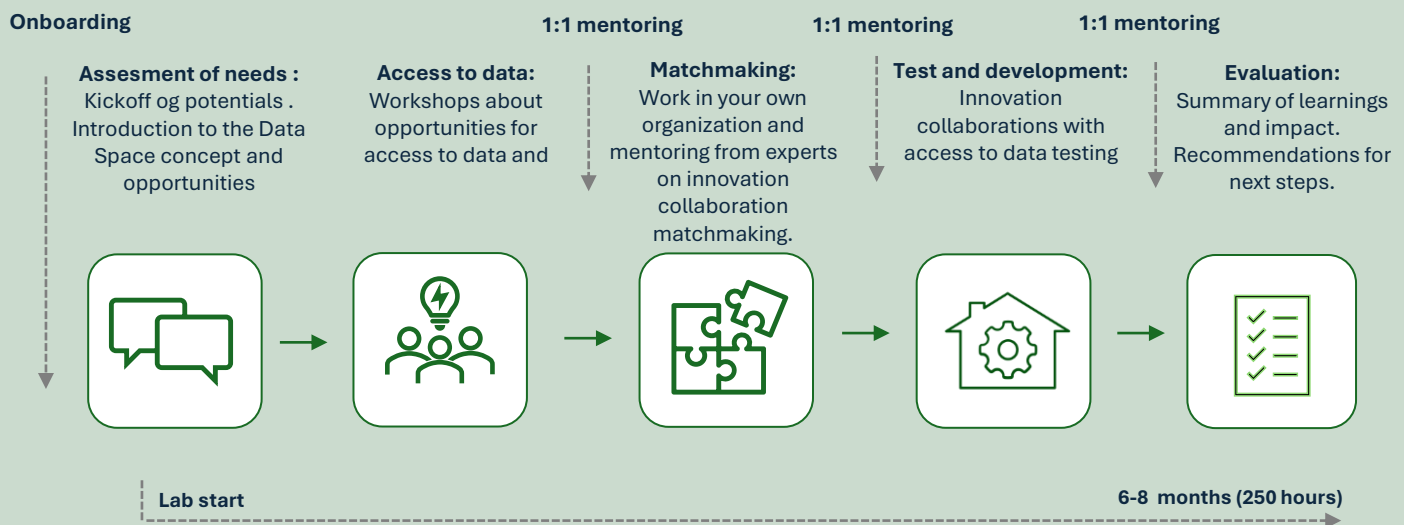 Onboarding
1:1 mentoring
1:1 mentoring
1:1 mentoring
Assesment of needs :
Kickoff og potentials .
Introduction to the Data
Space concept and
opportunities
Access to data:
Workshops about
opportunities for
access to data and
Matchmaking:
Work in your own
organization and
mentoring from experts
on innovation
collaboration
matchmaking.
Test and development:
Innovation
collaborations with
access to data testing
Evaluation:
Summary of learnings
and impact.
Recommendations for
next steps.
Lab start
6-8 months (250 hours)